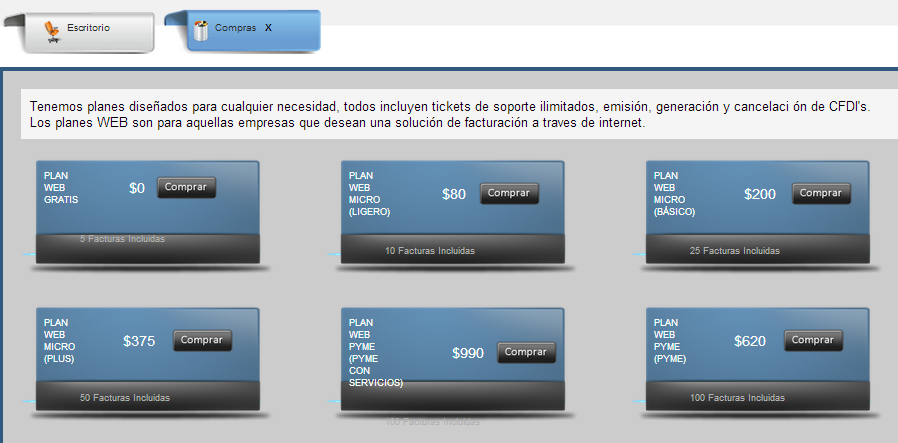 Escritorio
Compras X
Tenemos planes diseñados para cualquier necesidad, todos incluyen tickets de soporte ilimitados, emisión, generación y cancelaci ón de CFDI's.
Los planes WEB son para aquellas empresas que desean una solución de facturación a traves de internet.
PLAN
WEB
GRATIS
$0
Comprar
5 Facturas Incluidas
PLAN
WEB
MICRO
(LIGERO)
$80
Comprar
10 Facturas Incluidas
PLAN
WEB
MICRO
(BÁSICO)
$200
Comprar
25 Facturas Incluidas
PLAN
WEB
MICRO
(PLUS)
$375
Comprar
50 Facturas Incluidas
PLAN
WEB
PYME
(PYME
CON
SERVICIOS)
$990
Comprar
100 Facturas Incluidas
PLAN
WEB
PYME
(PYME)
$620
Comprar
100 Facturas Incluidas